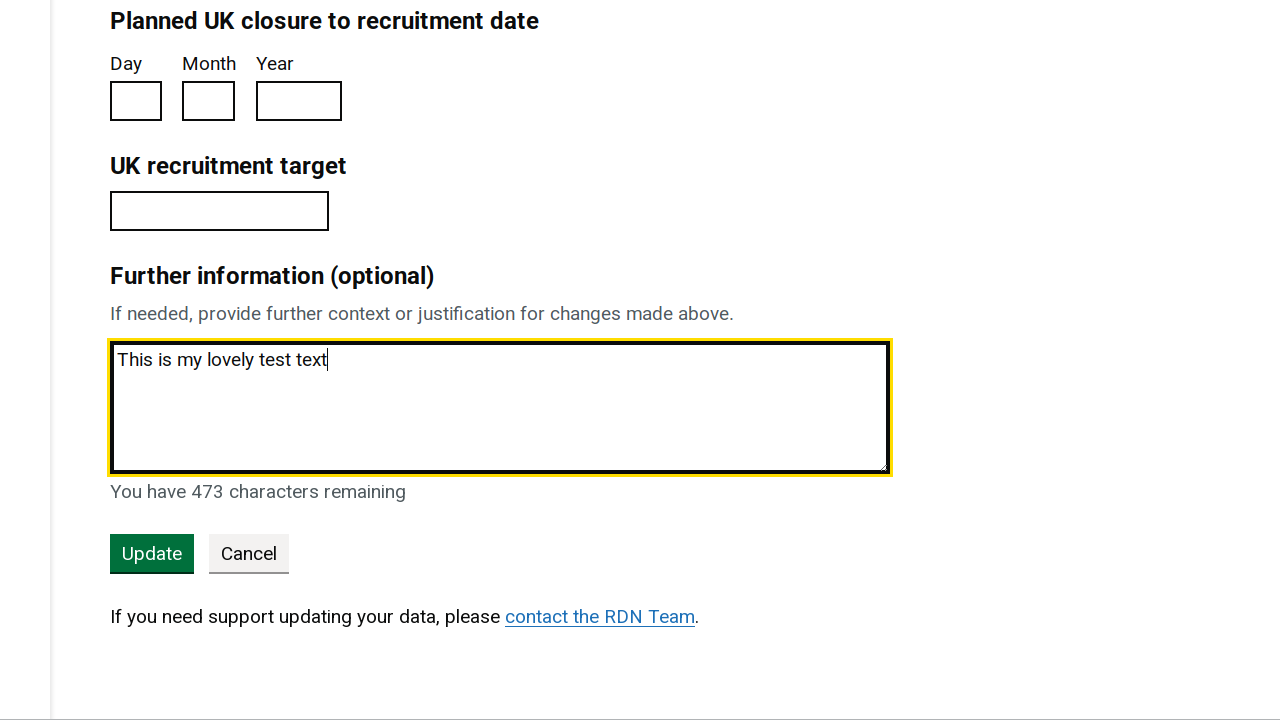 Planned UK closure to recruitment date
Day Month Year
UK recruitment target
Further information (optional)
If needed, provide further context or justification for changes made above.
This is my lovely test text
You have 473 characters remaining
Update Cancel
If you need support updating your data, please contact the RDN Team.